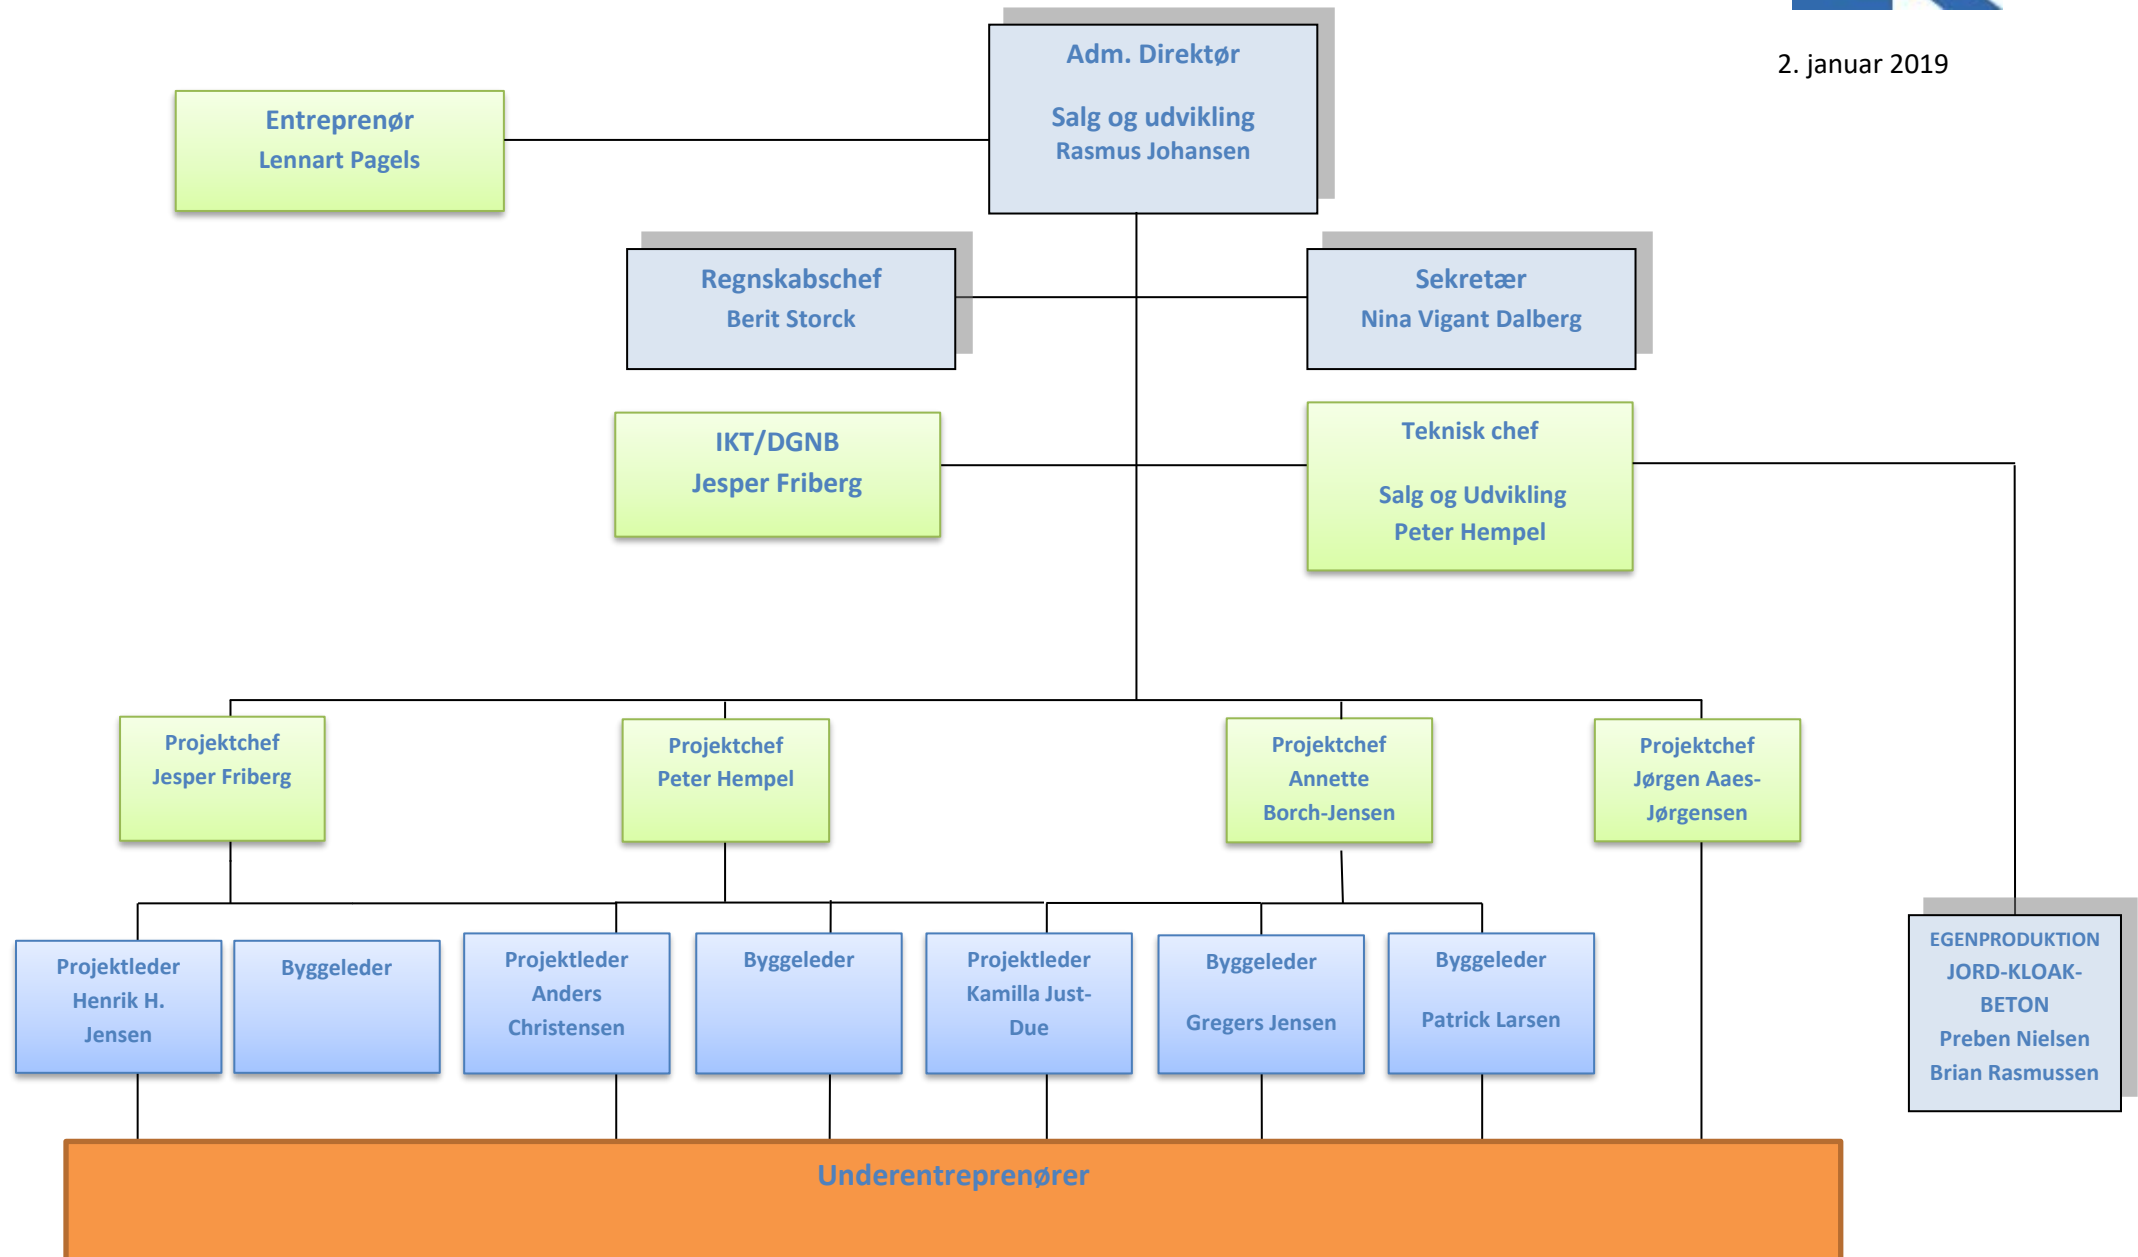 2. januar 2019
Adm. Direktør
Salg og udvikling
Rasmus Johansen
Entreprenør
Lennart Pagels
Regnskabschef
Berit Storck
Sekretær
Nina Vigant Dalberg
IKT/DGNB
Jesper Friberg
Teknisk chef
Salg og Udvikling
Peter Hempel
Projektchef
Jesper Friberg
Projektchef
Peter Hempel
Projektchef
Annette
Borch-Jensen
Projektchef
Jørgen Aaes-
Jørgensen
Projektleder
Henrik H.
Jensen
Byggeleder
Projektleder
Anders
Christensen
Byggeleder
Projektleder
Kamilla Just-
Due
Byggeleder
Gregers Jensen
Byggeleder
Patrick Larsen
EGENPRODUKTION
JORD-KLOAK-
BETON
Preben Nielsen
Brian Rasmussen
Underentreprenører